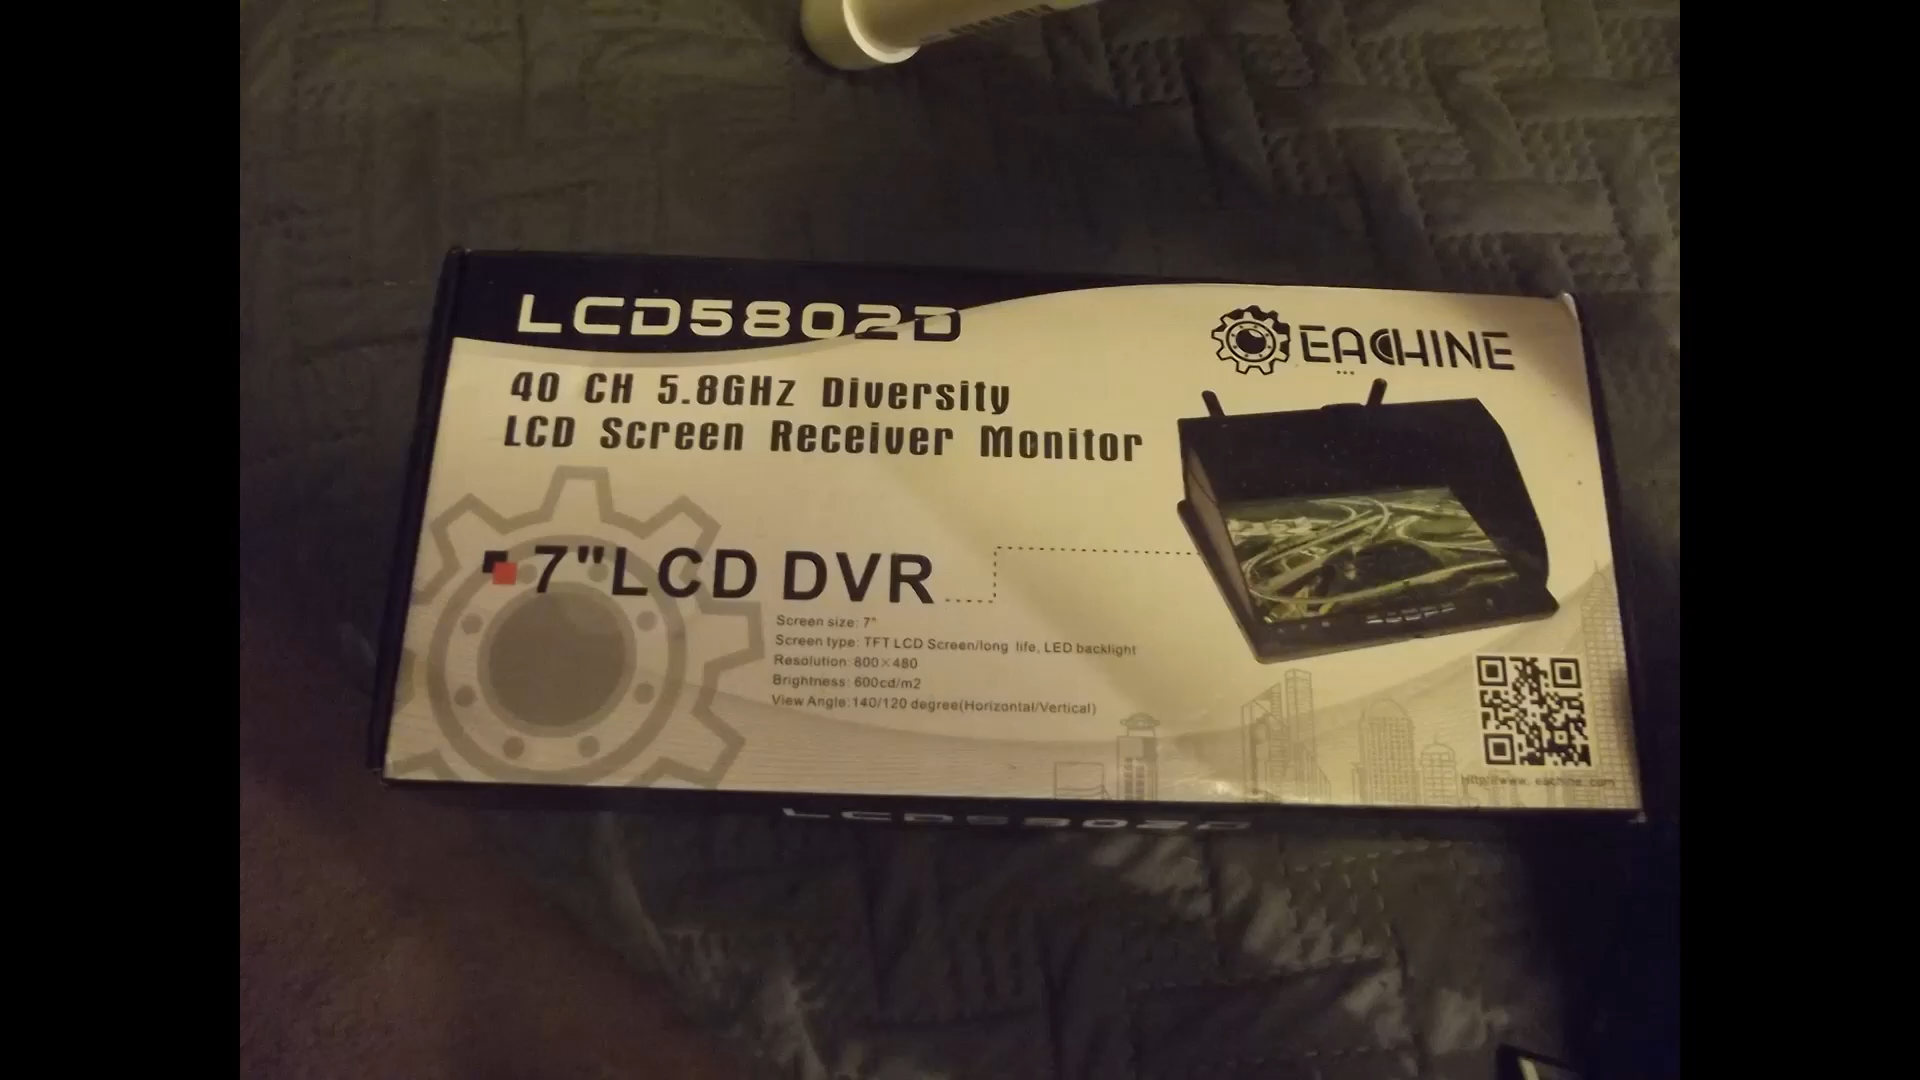 LCD5802D
EACHINE
40 CH 5.8GHz Diversity
LCD Screen Receiver Monitor
7"LCD DVR
Screen size: 7"
Screen type: TFT LCD Screen/long life, LED backlight
Resolution: 800×480
Brightness: 600cd/m2
View Angle:140/120 degree(Horizontal/Vertical)
Http://www. eachine. com
LCD5802D